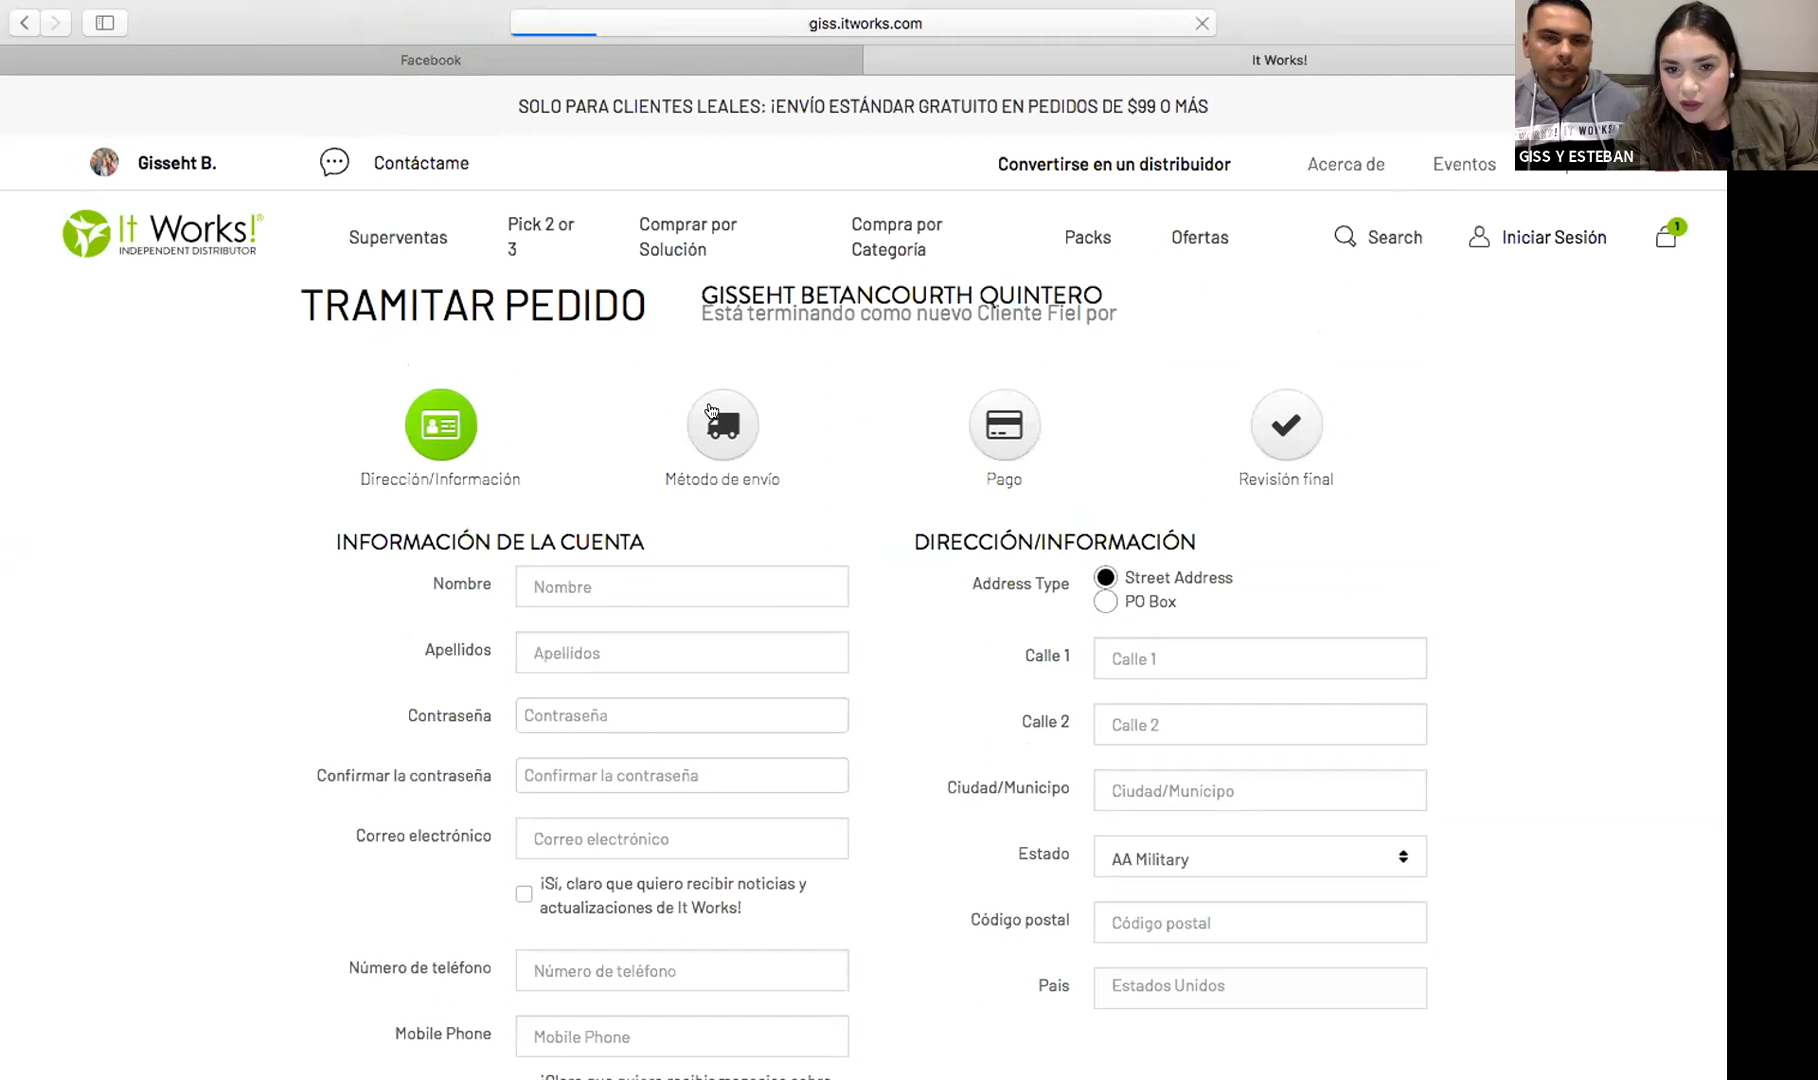 giss.itworks.com
Facebook
It Works!
SOLO PARA CLIENTES LEALES: ¡ENVÍO ESTÁNDAR GRATUITO EN PEDIDOS DE $99 O MÁS
Gisseht B.
Contáctame
Convertirse en un distribuidor
Acerca de
Eventos
GISS Y ESTEBAN
It Works!®
INDEPENDENT DISTRIBUTOR
Superventas
Pick 2 or
3
Comprar por
Solución
Compra por
Categoría
Packs
Ofertas
Search
Iniciar Sesión
1
TRAMITAR PEDIDO
GISSEHT BETANCOURTH QUINTERO
Está terminando como nuevo Cliente Fiel por
Dirección/Información
Método de envío
Pago
Revisión final
INFORMACIÓN DE LA CUENTA
Nombre
Nombre
Apellidos
Apellidos
Contraseña
Contraseña
Confirmar la contraseña
Confirmar la contraseña
Correo electrónico
Correo electrónico
¡Sí, claro que quiero recibir noticias y
actualizaciones de It Works!
Número de teléfono
Número de teléfono
Mobile Phone
Mobile Phone
DIRECCIÓN/INFORMACIÓN
Address Type
Street Address
PO Box
Calle 1
Calle 1
Calle 2
Calle 2
Ciudad/Municipo
Ciudad/Municipo
Estado
AA Military
Código postal
Código postal
Pais
Estados Unidos